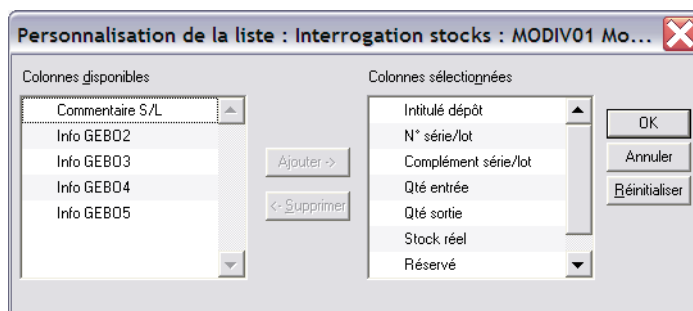 Personnalisation de la liste : Interrogation stocks : MODIV01 Mo...
Colonnes disponibles
Commentaire S/L
Info GEBO2
Info GEBO3
Info GEBO4
Info GEBO5
Ajouter ->
<- Supprimer
Colonnes sélectionnées
Intitulé dépôt
N° série/lot
Complément série/lot
Qté entrée
Qté sortie
Stock réel
Réservé
OK
Annuler
Réinitialiser